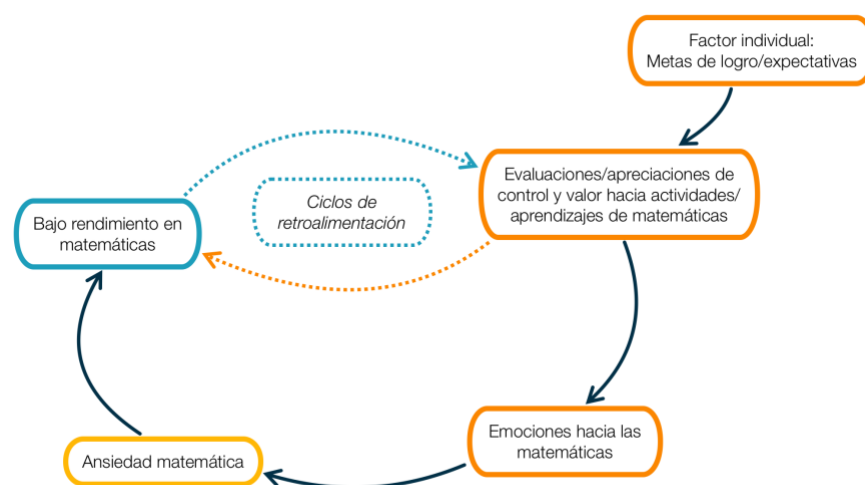 Factor individual:
Metas de logro/expectativas
Evaluaciones/apreciaciones de
control y valor hacia actividades/
aprendizajes de matemáticas
Ciclos de
retroalimentación
Bajo rendimiento en
matemáticas
Emociones hacia las
matemáticas
Ansiedad matemática